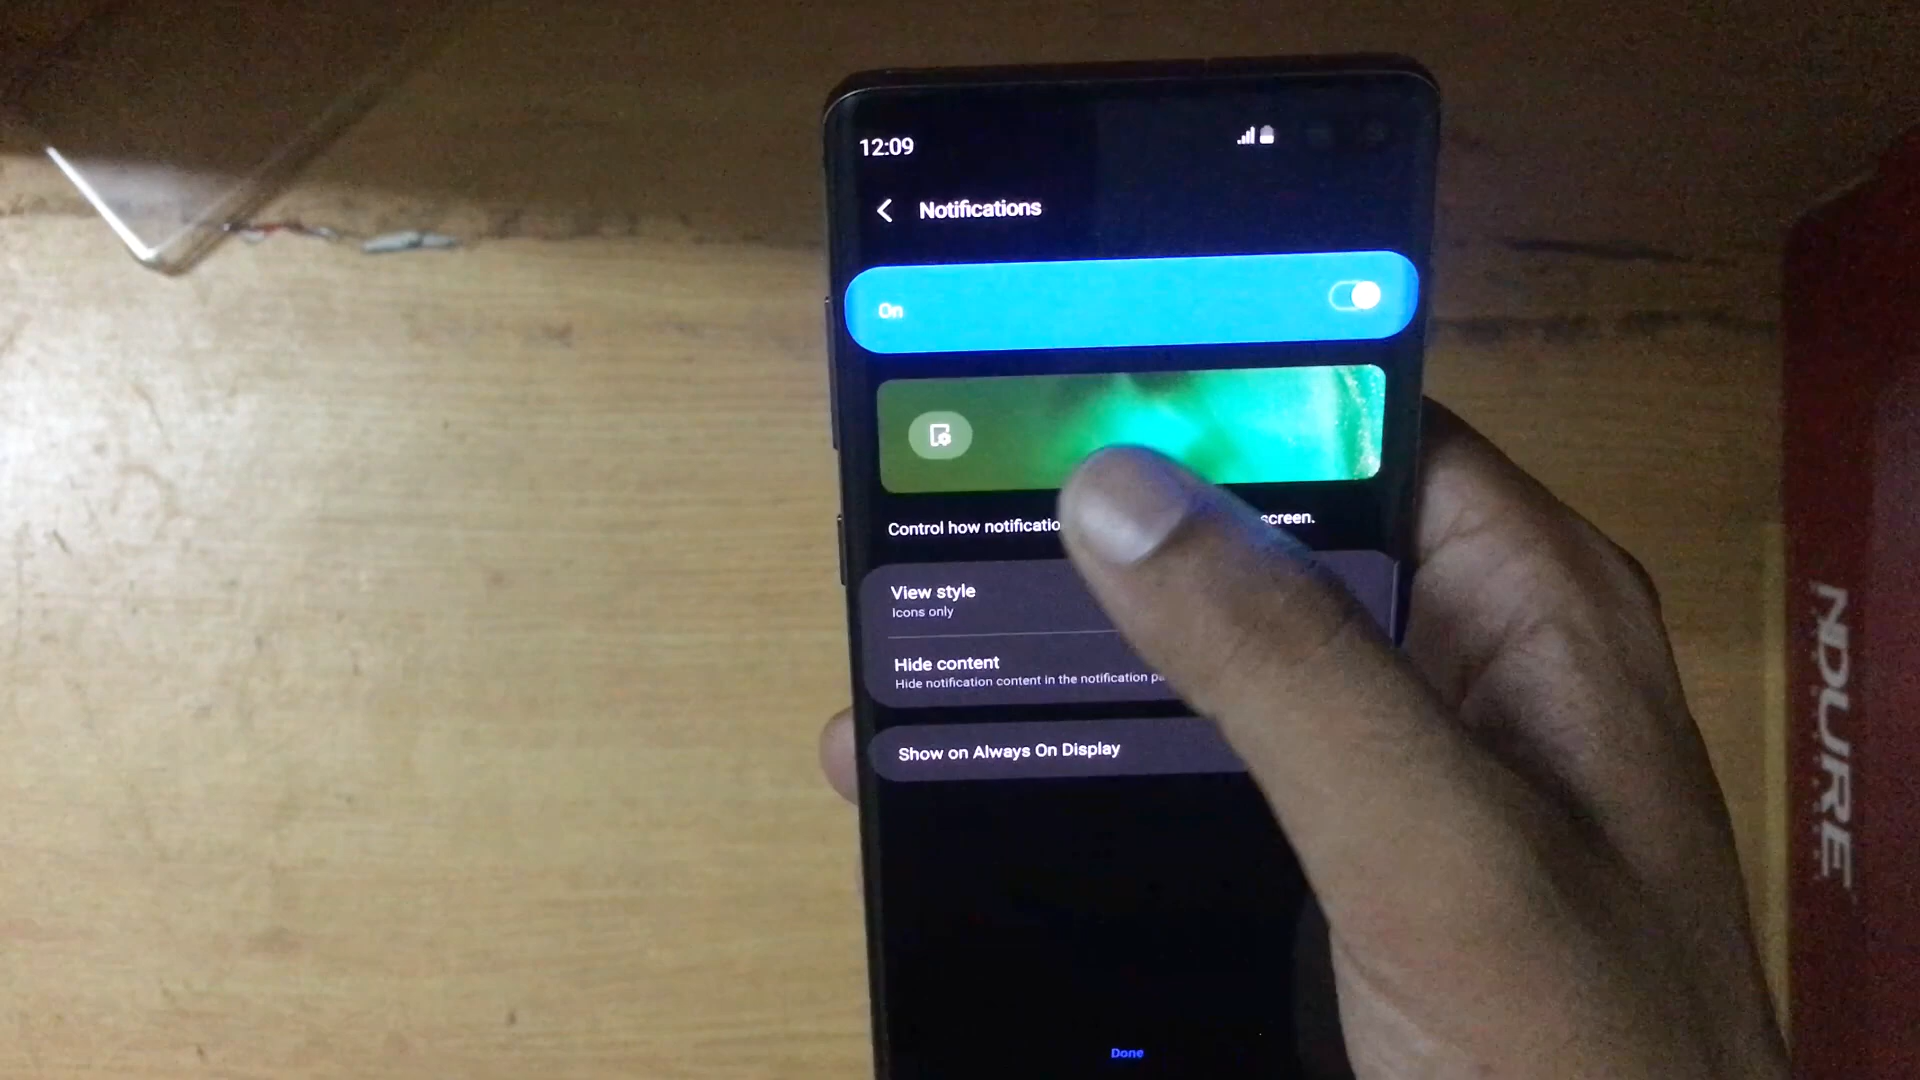 12:09
Notifications
On
Control how notificatio screen.
View style
Icons only
Hide content
Hide notification content in the notification pa
Show on Always On Display
Done
NDURE